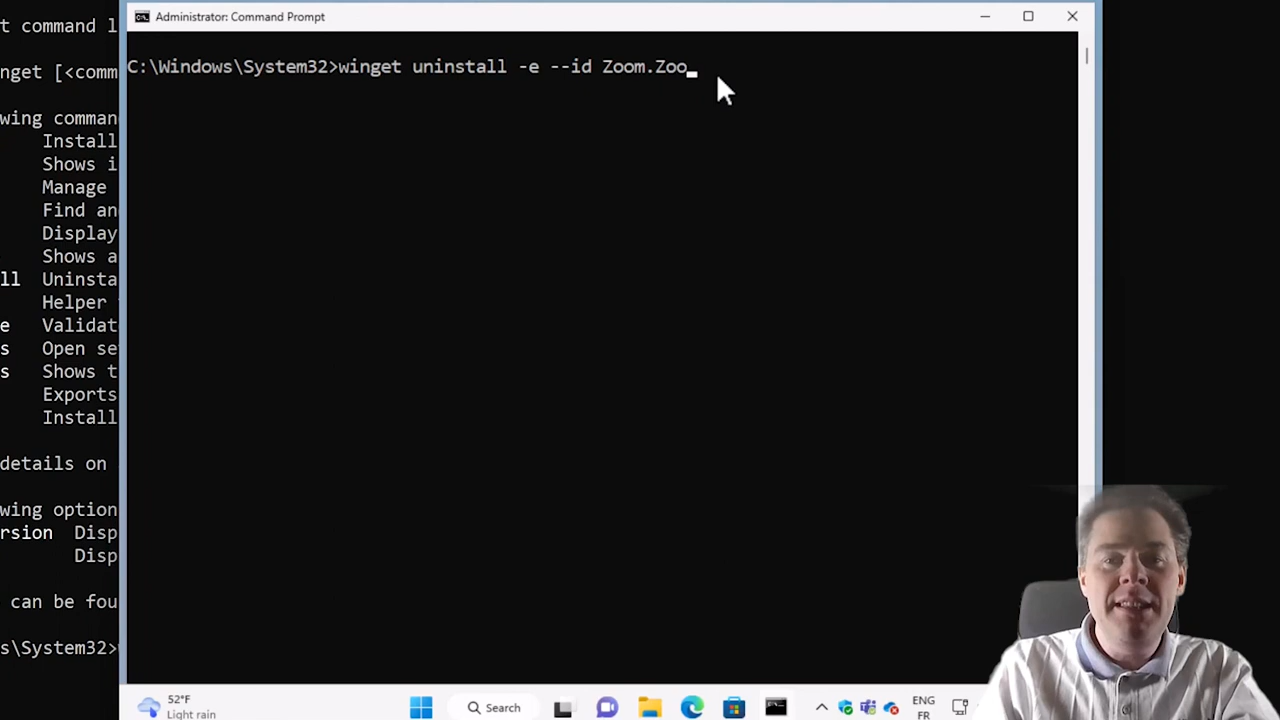 Administrator: Command Prompt
C:\Windows\System32>winget uninstall -e --id Zoom.Zoo
t command l
nget [<comm
wing comman
Install
Shows i
Manage
Find an
Display
Shows a
ll Uninsta
Helper
e Validat
s Open se
s Shows t
Exports
Install
details on
wing option
rsion Disp
Disp
can be fou
s\System32>
52°F
Light rain
Search
ENG
FR